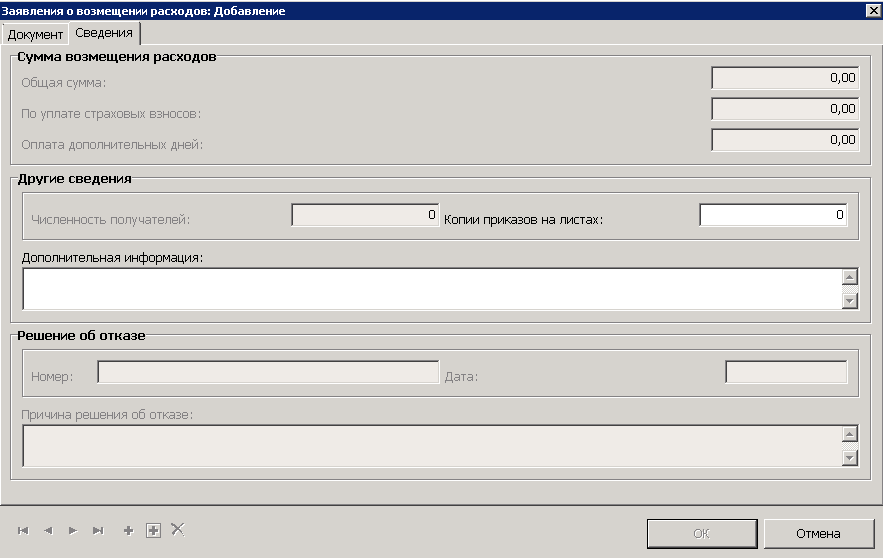 Заявления о возмещении расходов: Добавление
Документ Сведения
Сумма возмещения расходов
Общая сумма: 0,00
По уплате страховых взносов: 0,00
Оплата дополнительных дней: 0,00
Другие сведения
Численность получателей: 0 Копии приказов на листах: 0
Дополнительная информация:
Решение об отказе
Номер: Дата:
Причина решения об отказе:
OK Отмена